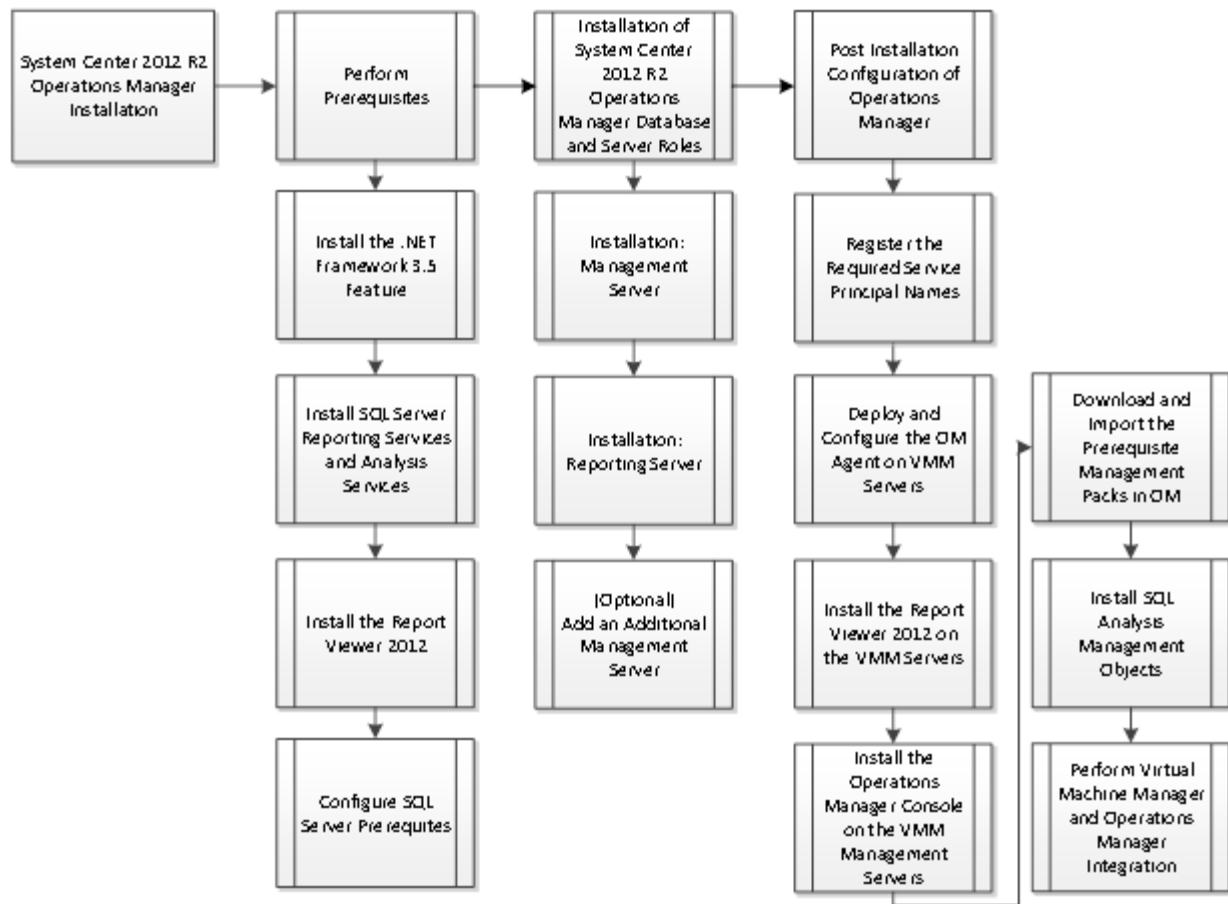 System Center 2012 R2
Operations Manager
Installation
Perform
Prerequisites
Installation of
System Center
2012 R2
Operations
Manager Database
and Server Roles
Post Installation
Configuration of
Operations
Manager
Install the .NET
Framework 3.5
Feature
Install SQL Server
Reporting Services
and Analysis
Services
Install the Report
Viewer 2012
Configure SQL
Server Prerequites
Installation:
Management
Server
Installation:
Reporting Server
(Optional)
Add an Additional
Management
Server
Register the
Required Service
Principal Names
Deploy and
Configure the OM
Agent on VMM
Servers
Install the Report
Viewer 2012 on
the VMM Servers
Install the
Operations
Manager Console
on the VMM
Management
Servers
Download and
Import the
Prerequisite
Management
Packs in OM
Install SQL
Analysis
Management
Objects
Perform Virtual
Machine Manager
and Operations
Manager
Integration